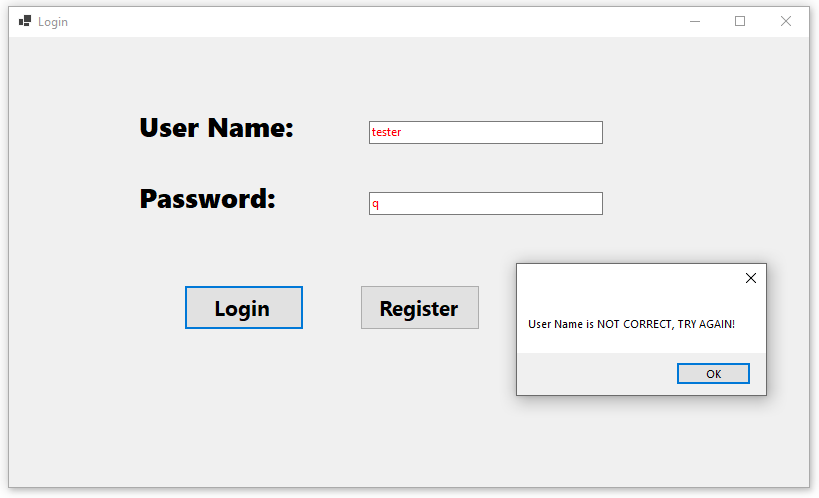 Login
User Name:
tester
Password:
q
Login
Register
User Name is NOT CORRECT, TRY AGAIN!
OK